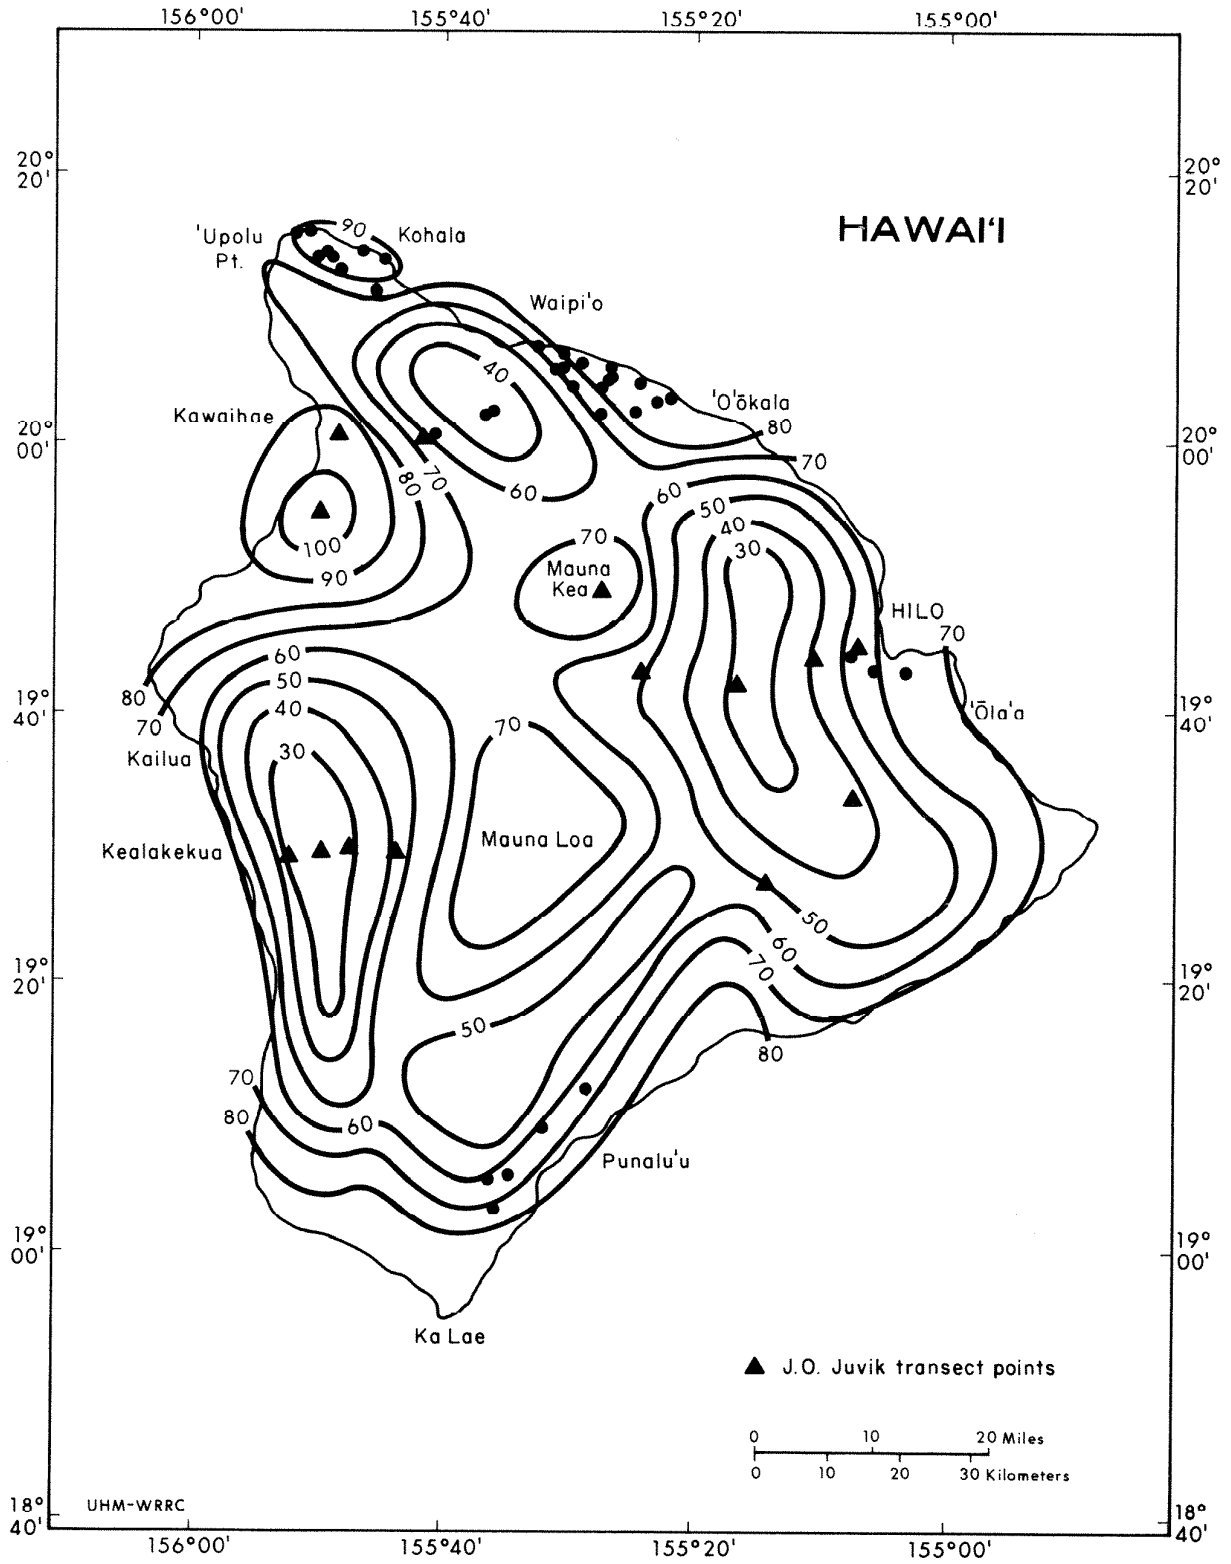 156°00' 155°40' 155°20' 155°00'
20° 20'
20° 20'
HAWAI'I
90
'Upolu Pt.
Kohala
Waipi'o
40
Kawaihae
'O'ōkala
80
20° 00'
20° 00'
70
80
70
60
60
50
40
30
70
100
90
Mauna Kea
HILO
70
60
50
40
30
80
70
19° 40'
19° 40'
'Ōla'a
70
Kailua
Kealakekua
Mauna Loa
50
60
70
19° 20'
19° 20'
50
80
70
80
60
Punalu'u
19° 00'
19° 00'
Ka Lae
J.O. Juvik transect points
0 10 20 Miles
0 10 20 30 Kilometers
UHM-WRRC
18° 40'
18° 40'
156°00' 155°40' 155°20' 155°00'